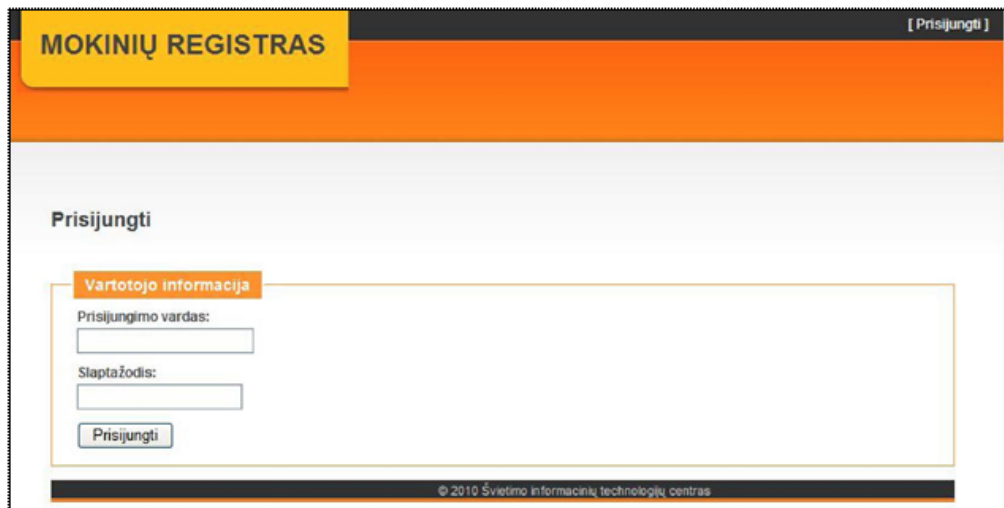 [ Prisijungti ]
MOKINIŲ REGISTRAS
Prisijungti
Vartotojo informacija
Prisijungimo vardas:
Slaptažodis:
Prisijungti
© 2010 Švietimo informacinių technologijų centras